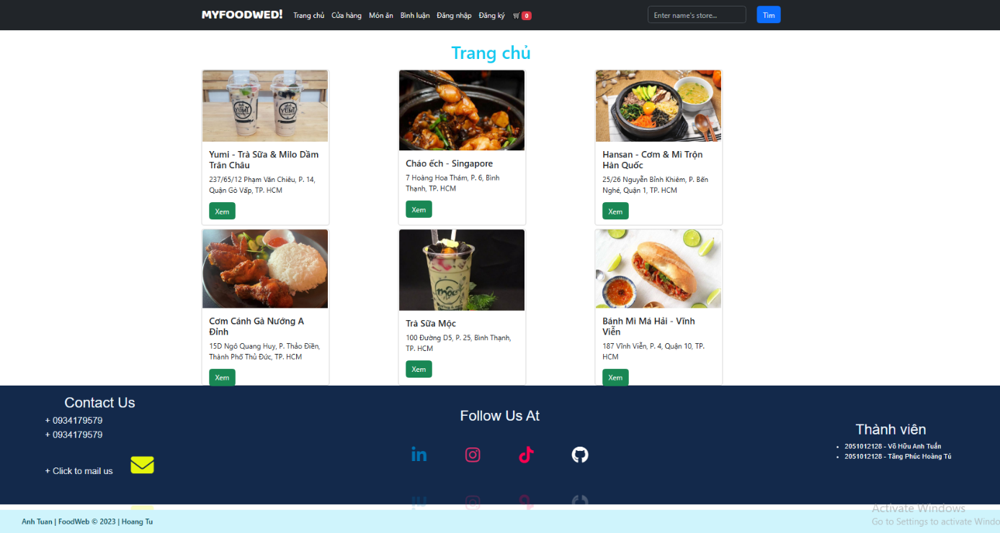 MYFOODWED! Trang chủ Cửa hàng Món ăn Bình luận Đăng nhập Đăng ký 0 Enter name's store... Tìm
Trang chủ
YUMI YUMI
Yumi - Trà Sữa & Milo Dầm
Trân Châu
237/65/12 Phạm Văn Chiêu, P. 14,
Quận Gò Vấp, TP. HCM
Xem
Cháo ếch - Singapore
7 Hoàng Hoa Thám, P. 6, Bình
Thạnh, TP. HCM
Xem
Hansan - Cơm & Mì Trộn
Hàn Quốc
25/26 Nguyễn Bỉnh Khiêm, P. Bến
Nghé, Quận 1, TP. HCM
Xem
Cơm Cánh Gà Nướng A
Đỉnh
15D Ngô Quang Huy, P. Thảo Điền,
Thành Phố Thủ Đức, TP. HCM
Xem
mộc
Trà Sữa Mộc
100 Đường D5, P. 25, Bình Thạnh,
TP. HCM
Xem
Bánh Mì Má Hải - Vĩnh
Viễn
187 Vĩnh Viễn, P. 4, Quận 10, TP.
HCM
Xem
Contact Us
+ 0934179579
+ 0934179579
+ Click to mail us
Follow Us At
in
Thành viên
2051012128 - Võ Hữu Anh Tuấn
2051012128 - Tăng Phúc Hoàng Tú
Activate Windows
Go to Settings to activate Windo
Anh Tuan | FoodWeb © 2023 | Hoang Tu